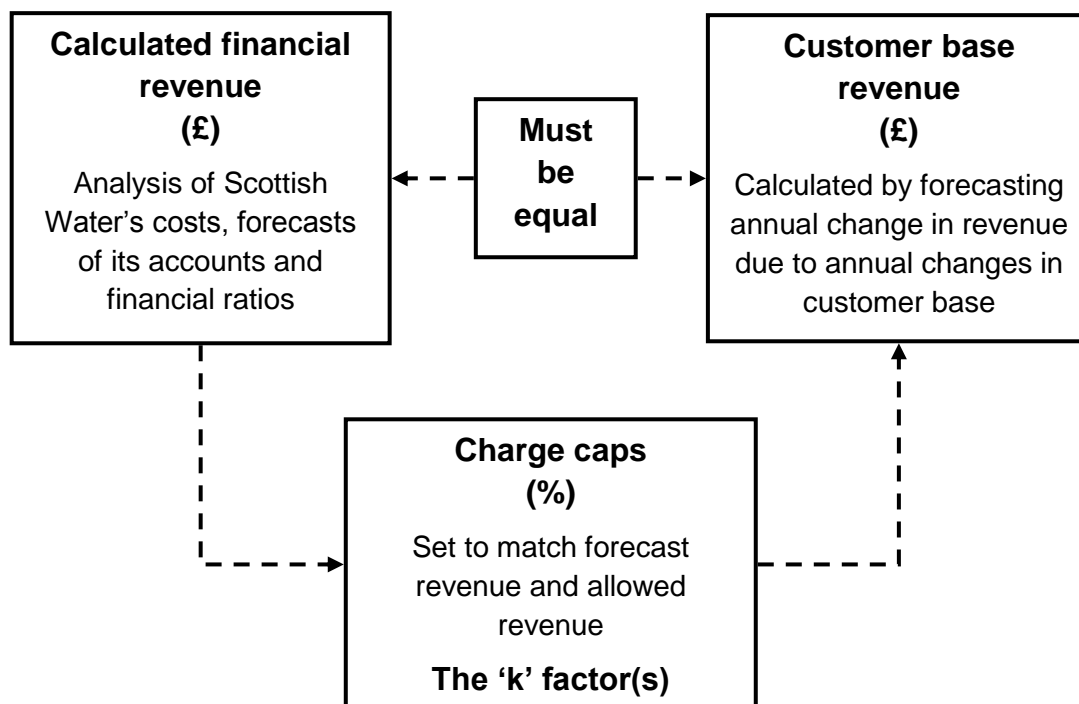 Calculated financial
revenue
(£)
Analysis of Scottish
Water’s costs, forecasts
of its accounts and
financial ratios
Must
be
equal
Customer base
revenue
(£)
Calculated by forecasting
annual change in revenue
due to annual changes in
customer base
Charge caps
(%)
Set to match forecast
revenue and allowed
revenue
The ‘k’ factor(s)